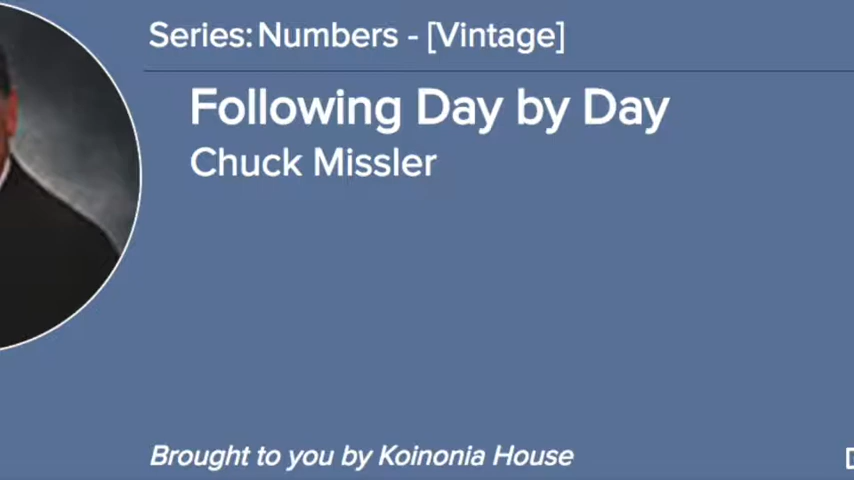 Series: Numbers - [Vintage]
Following Day by Day
Chuck Missler
Brought to you by Koinonia House